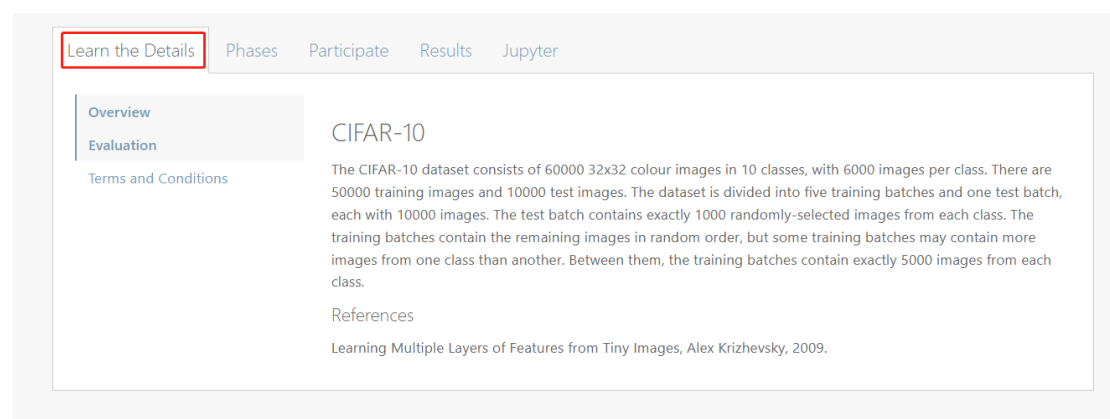 Learn the Details Phases Participate Results Jupyter
Overview
Evaluation
Terms and Conditions
CIFAR-10
The CIFAR-10 dataset consists of 60000 32x32 colour images in 10 classes, with 6000 images per class. There are
50000 training images and 10000 test images. The dataset is divided into five training batches and one test batch,
each with 10000 images. The test batch contains exactly 1000 randomly-selected images from each class. The
training batches contain the remaining images in random order, but some training batches may contain more
images from one class than another. Between them, the training batches contain exactly 5000 images from each
class.
References
Learning Multiple Layers of Features from Tiny Images, Alex Krizhevsky, 2009.